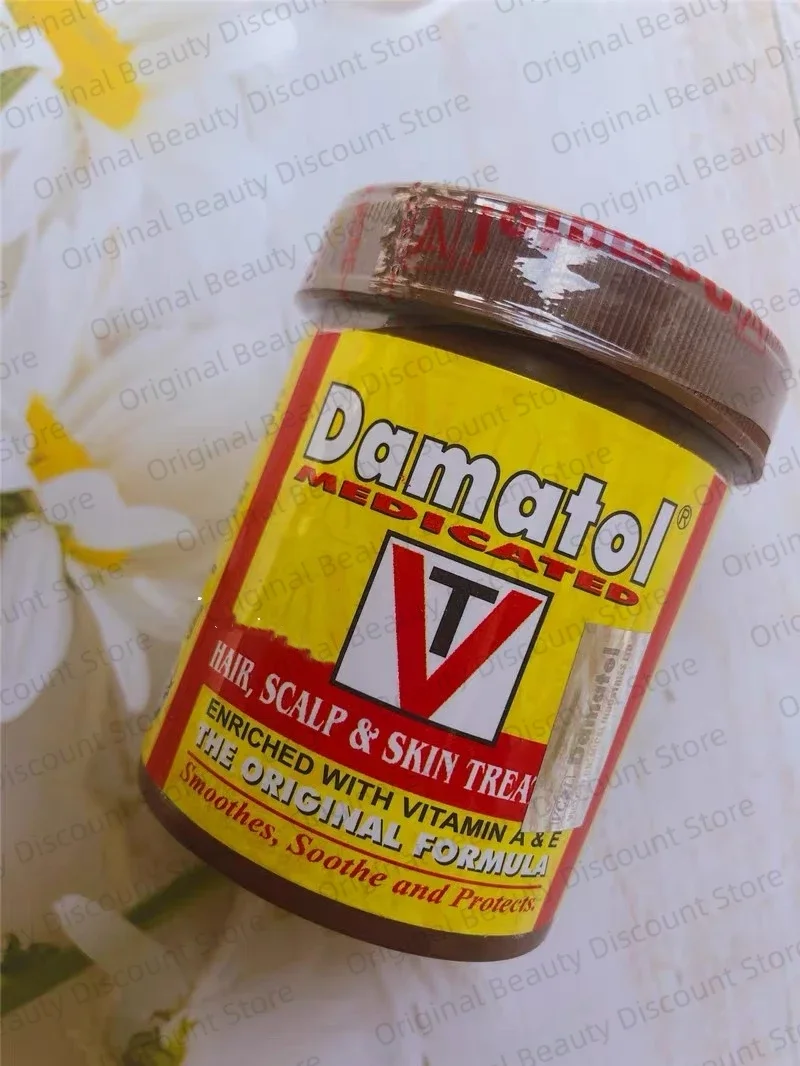 Damatol®
MEDICATED
VT
HAIR, SCALP & SKIN TREAT
ENRICHED WITH VITAMIN A & E
THE ORIGINAL FORMULA
Smoothes, Soothe and Protects.
Damatol
Original Beauty Discount Store